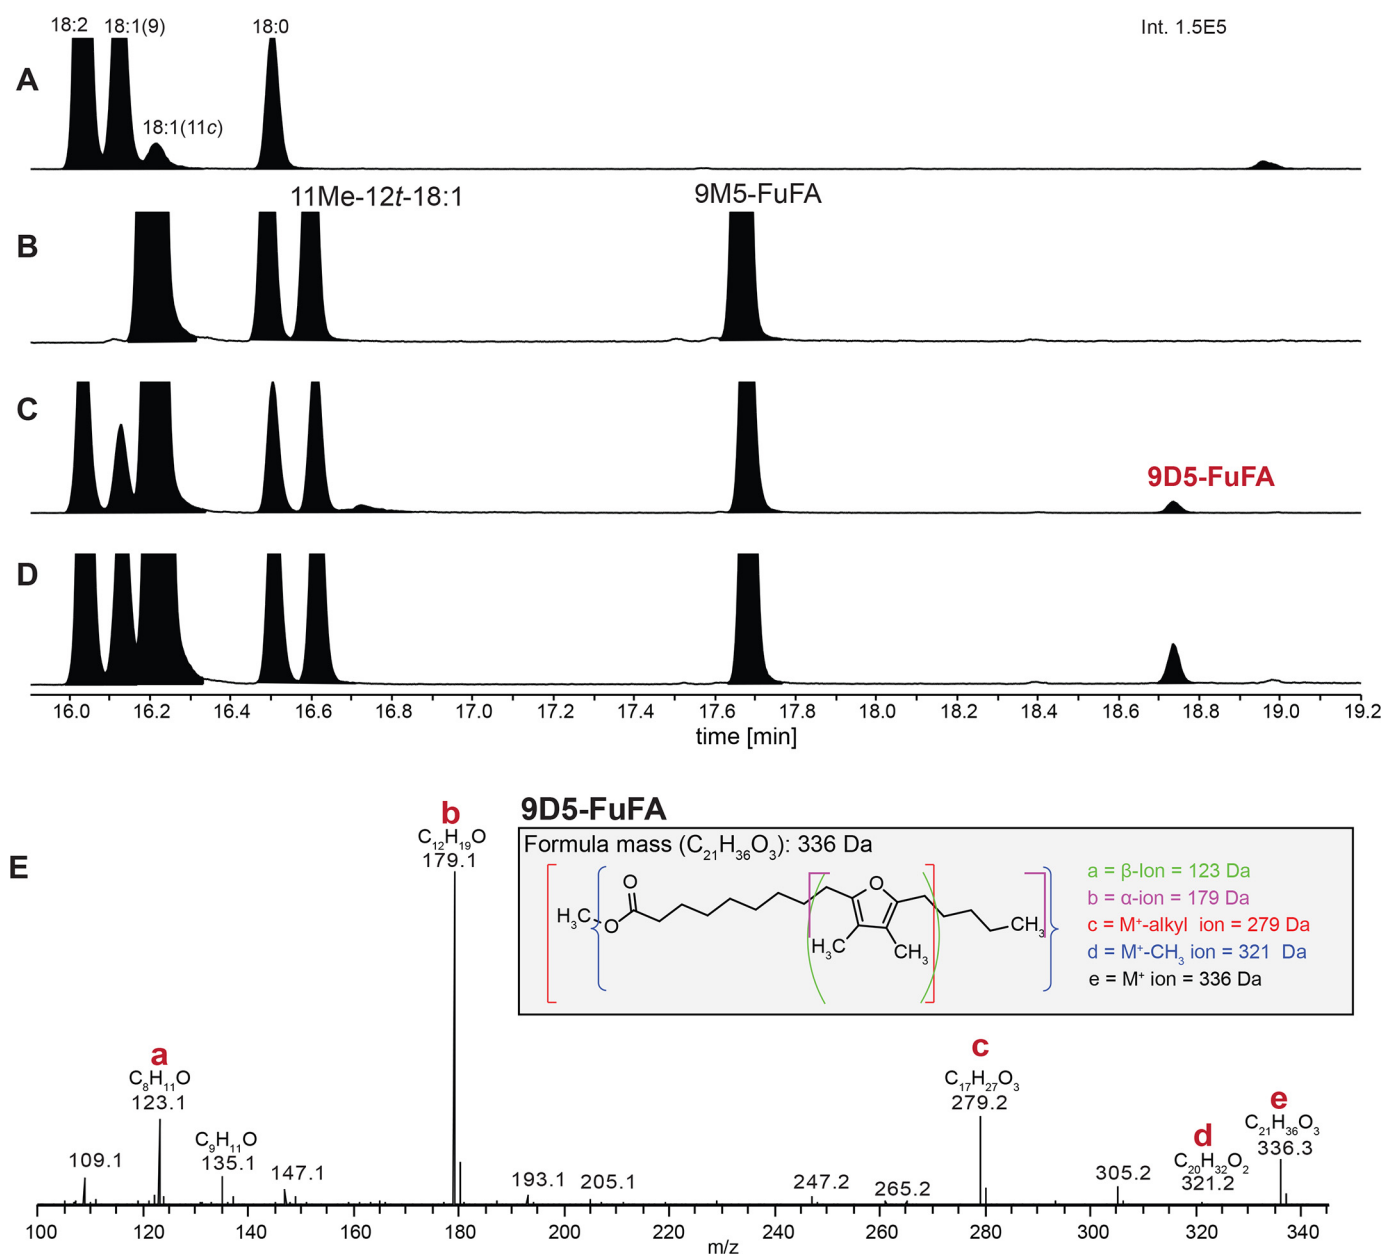 18:2 18:1(9) 18:0 Int. 1.5E5
A
18:1(11c)
11Me-12t-18:1 9M5-FuFA
B
C
9D5-FuFA
D
16.0 16.2 16.4 16.6 16.8 17.0 17.2 17.4 17.6 17.8 18.0 18.2 18.4 18.6 18.8 19.0 19.2
time [min]
E
9D5-FuFA
Formula mass (C21H36O3): 336 Da
O
H3C
O
O
H3C
CH3
CH3
a = β-Ion = 123 Da
b = α-ion = 179 Da
c = M+-alkyl ion = 279 Da
d = M+-CH3 ion = 321 Da
e = M+ ion = 336 Da
b
C12H19O
179.1
a
C8H11O
123.1
C9H11O
135.1
109.1
147.1
193.1
205.1
247.2
265.2
c
C17H27O3
279.2
305.2
d
C20H32O2
321.2
e
C21H36O3
336.3
100 120 140 160 180 200 220 240 260 280 300 320 340
m/z